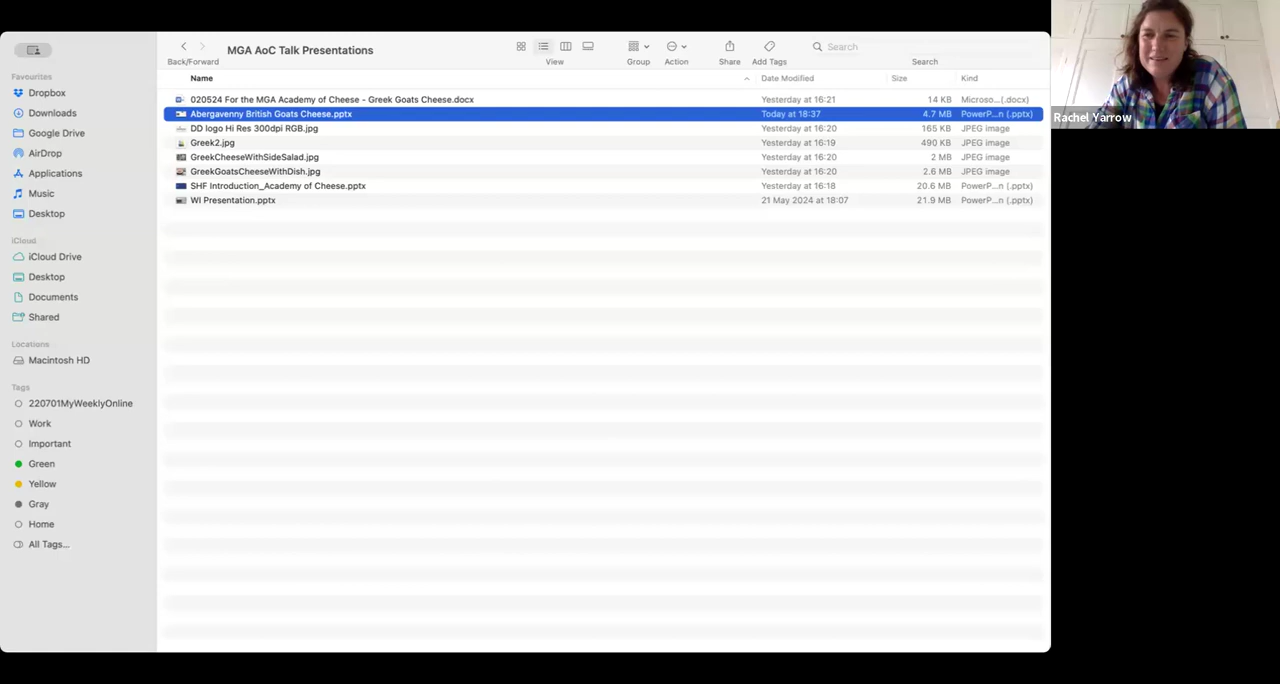 MGA AoC Talk Presentations
Back/Forward
View
Group
Action
Share
Add Tags
Search
Search
Favourites
Dropbox
Downloads
Google Drive
AirDrop
Applications
Music
Desktop
iCloud
iCloud Drive
Desktop
Documents
Shared
Locations
Macintosh HD
Tags
220701MyWeeklyOnline
Work
Important
Green
Yellow
Gray
Home
All Tags...
Name Date Modified Size Kind
020524 For the MGA Academy of Cheese - Greek Goats Cheese.docx Yesterday at 16:21 14 KB Microso...(.docx)
Abergavenny British Goats Cheese.pptx Today at 18:37 4.7 MB PowerP...n (.pptx)
DD logo Hi Res 300dpi RGB.jpg Yesterday at 16:20 165 KB JPEG image
Greek2.jpg Yesterday at 16:19 490 KB JPEG image
GreekCheeseWithSideSalad.jpg Yesterday at 16:20 2 MB JPEG image
GreekGoatsCheeseWithDish.jpg Yesterday at 16:20 2.6 MB JPEG image
SHF Introduction_Academy of Cheese.pptx Yesterday at 16:18 20.6 MB PowerP...n (.pptx)
WI Presentation.pptx 21 May 2024 at 18:07 21.9 MB PowerP...n (.pptx)
Rachel Yarrow